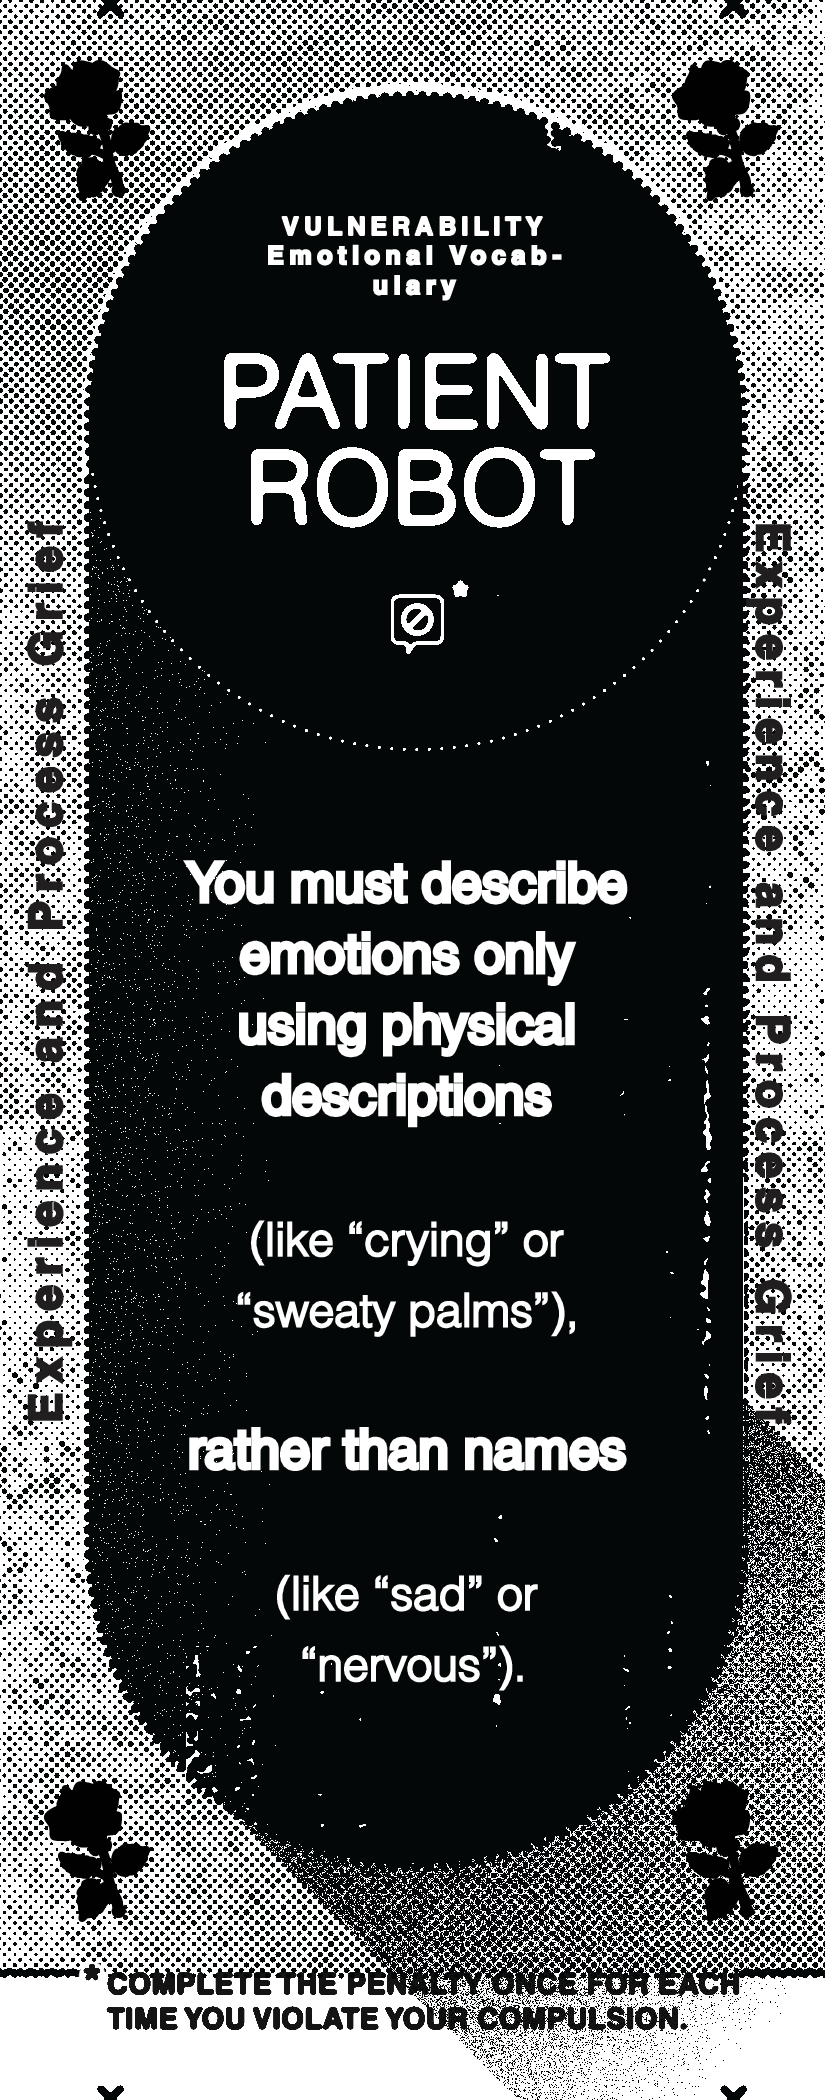 VULNERABILITY
Emotional Vocab-
ulary
PATIENT
ROBOT
*
You must describe
emotions only
using physical
descriptions
(like “crying” or
“sweaty palms”),
rather than names
(like “sad” or
“nervous”).
Experience and Process Grief
Experience and Process Grief
* COMPLETE THE PENALTY ONCE FOR EACH
TIME YOU VIOLATE YOUR COMPULSION.